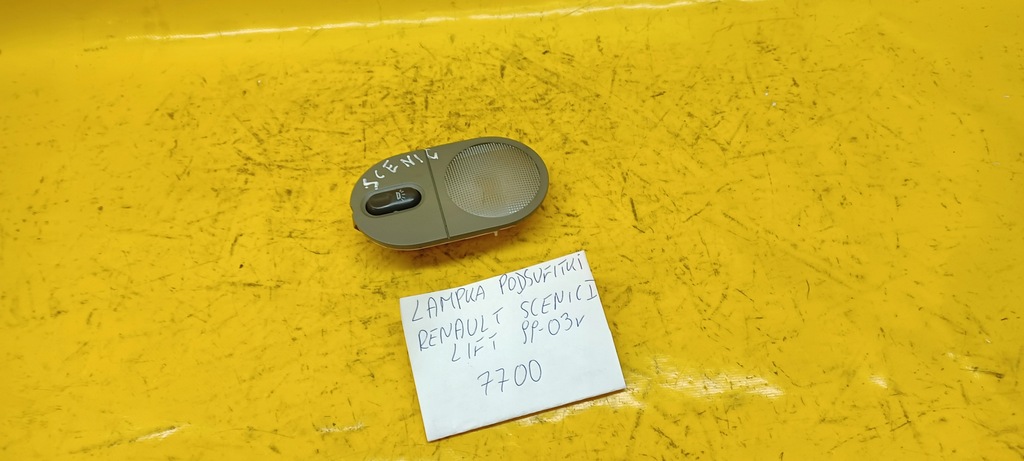 SCENIC
LAMPKA PODSUFITKI
RENAULT SCENIC I
LIFT 99-03r
7700